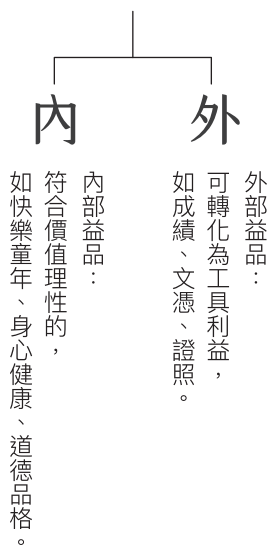 外
外部益品：
可轉化為工具利益，
如成績、文憑、證照。
內
內部益品：
符合價值理性的，
如快樂童年、身心健康、道德品格。